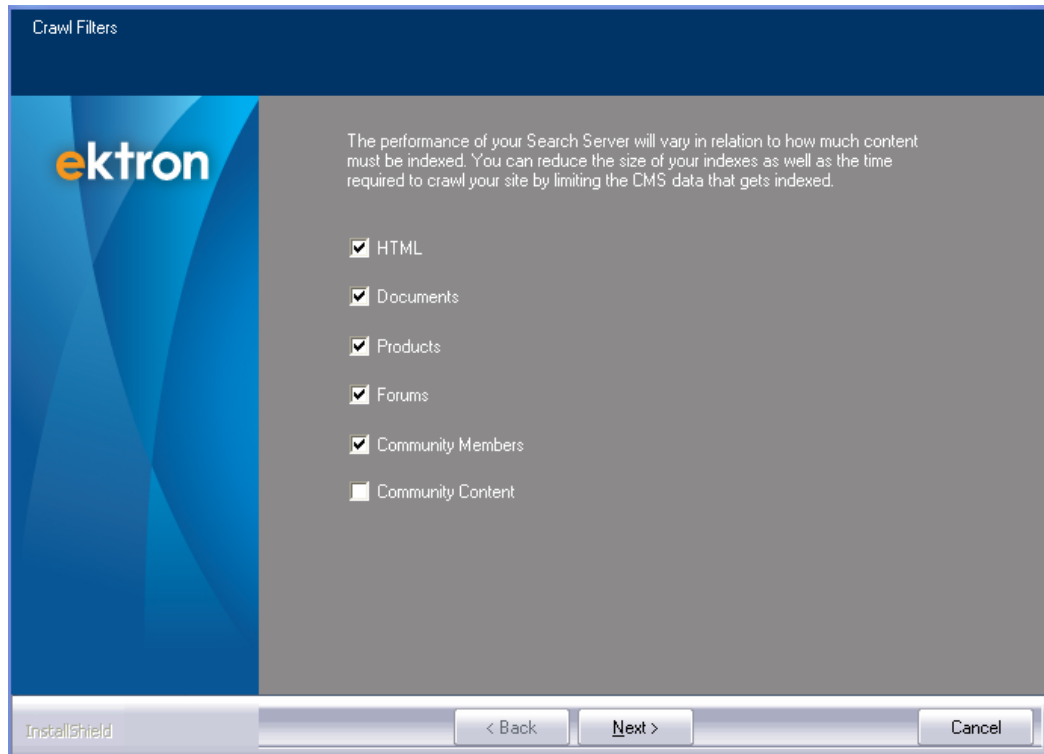 Crawl Filters
ektron
The performance of your Search Server will vary in relation to how much content
must be indexed. You can reduce the size of your indexes as well as the time
required to crawl your site by limiting the CMS data that gets indexed.
HTML
Documents
Products
Forums
Community Members
Community Content
InstallShield
< Back
Next >
Cancel